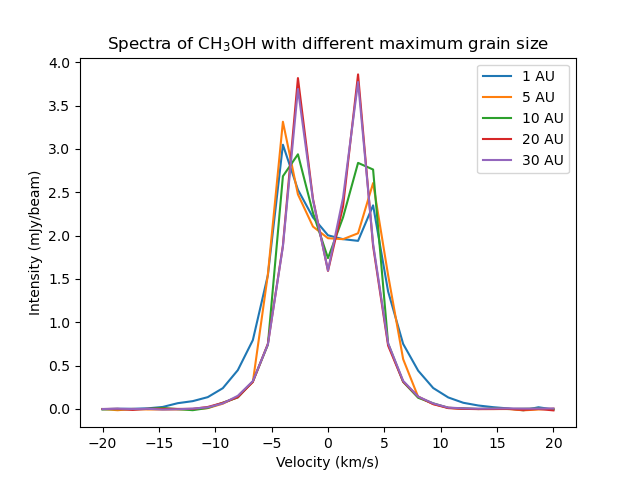 Spectra of CH₃OH with different maximum grain size
Intensity (mJy/beam)
4.0
3.5
3.0
2.5
2.0
1.5
1.0
0.5
0.0
1 AU
5 AU
10 AU
20 AU
30 AU
−20 −15 −10 −5 0 5 10 15 20
Velocity (km/s)